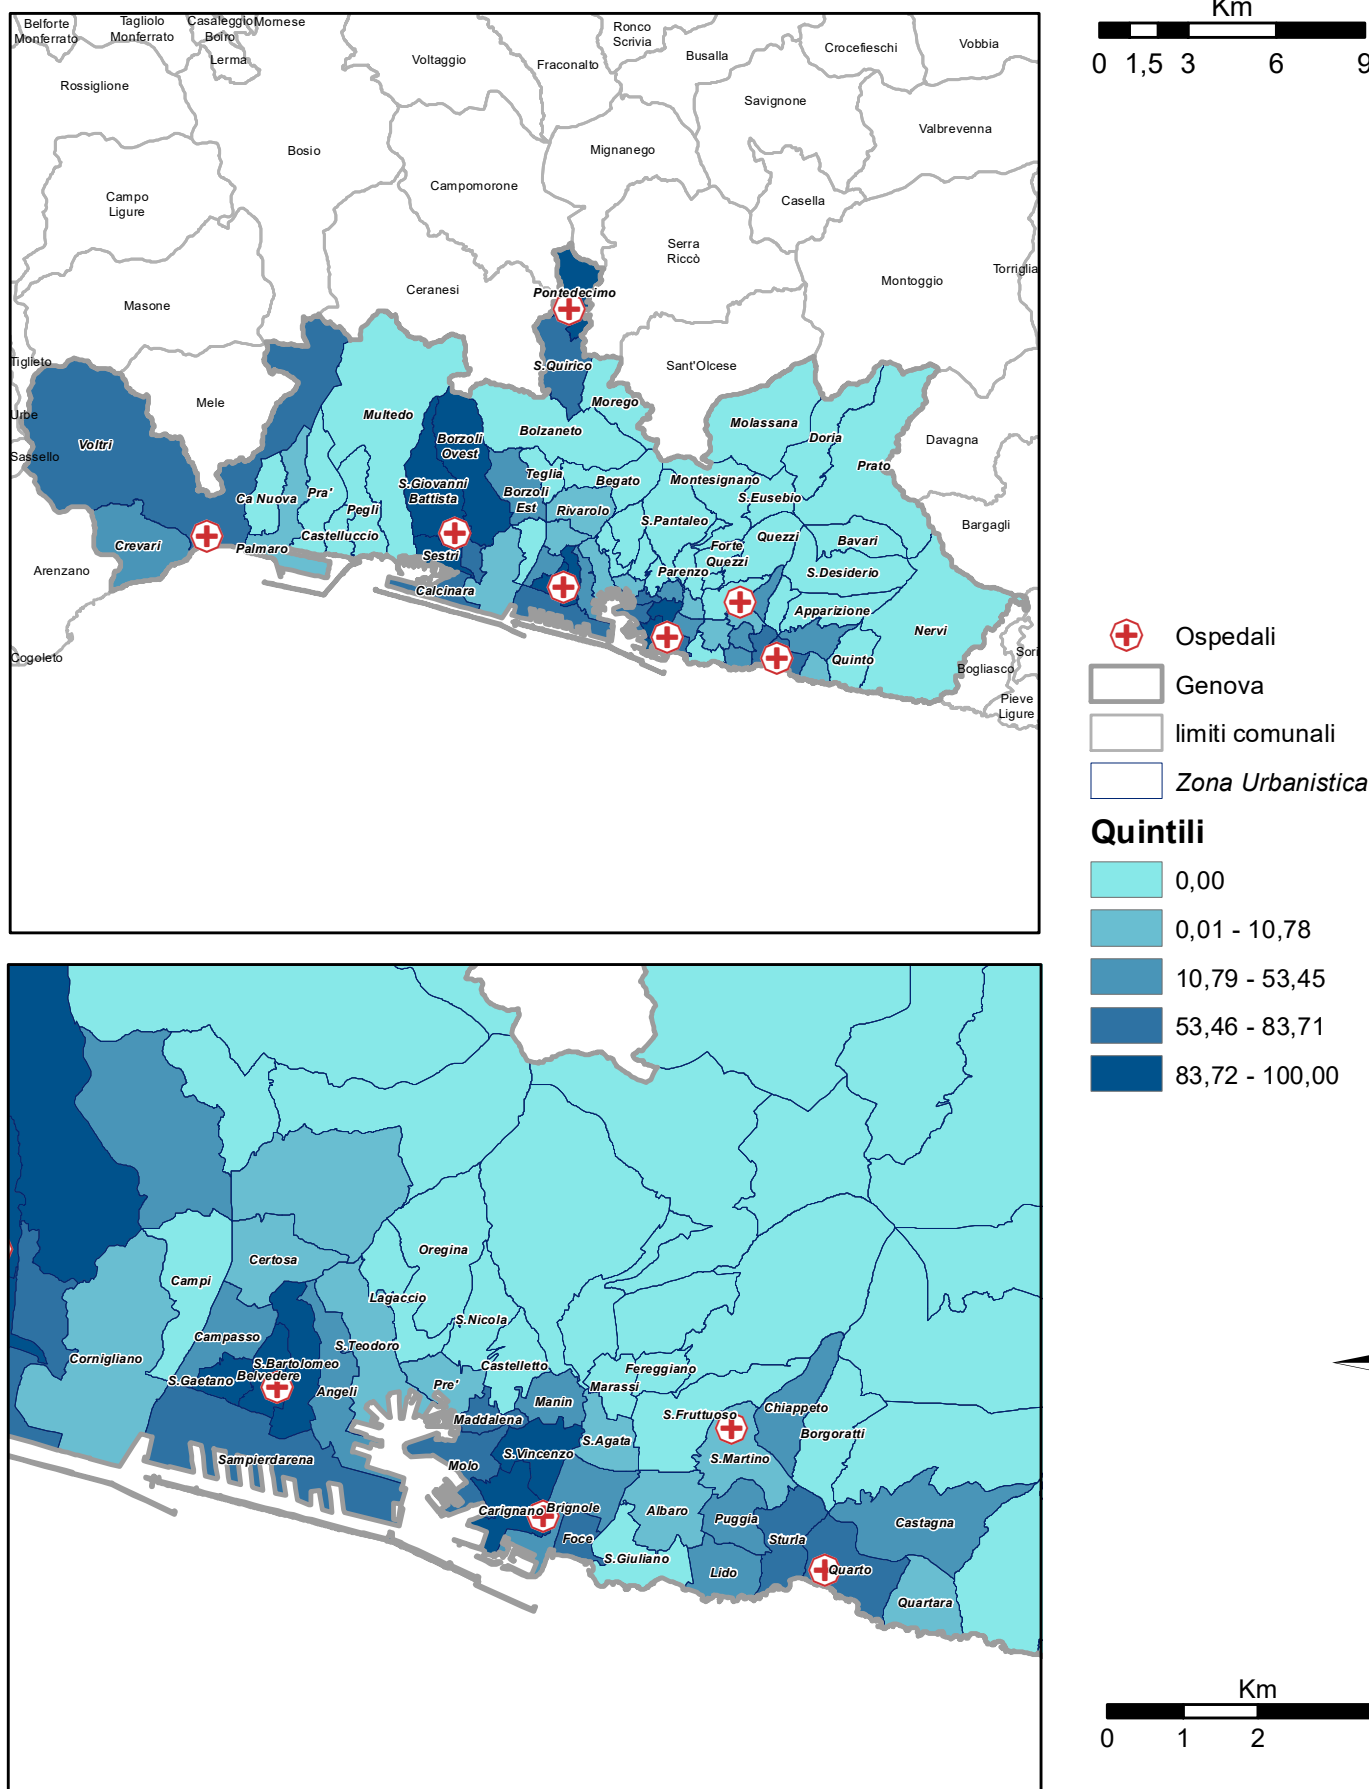 Belforte
Monferrato
Tagliolo
Monferrato
Casaleggio
Boiro
Mornese
Lerma
Ronco
Scrivia
Crocefieschi
Vobbia
Voltaggio
Fraconalto
Busalla
Rossiglione
Savignone
Valbrevenna
Bosio
Mignanego
Campomorone
Campo
Ligure
Casella
Serra
Riccò
Torriglia
Montoggio
Ceranesi
Pontedecimo
Masone
Tiglieto
S.Quirico
Sant'Olcese
Mele
Morego
Urbe
Multedo
Molassana
Bolzaneto
Doria
Davagna
Voltri
Borzoli
Ovest
Sassello
Prato
Teglia
Begato
Montesignano
S.Giovanni
Battista
Ca Nuova
Pra'
Borzoli
Est
S.Eusebio
Pegli
Rivarolo
S.Pantaleo
Bargagli
Castelluccio
Quezzi
Bavari
Crevari
Palmaro
Forte
Quezzi
Sestri
Arenzano
Parenzo
S.Desiderio
Calcinara
Apparizione
Nervi
Cogoleto
Quinto
Sori
Bogliasco
Pieve
Ligure
Km
0 1,5 3 6 9
Ospedali
Genova
limiti comunali
Zona Urbanistica
Quintili
0,00
0,01 - 10,78
10,79 - 53,45
53,46 - 83,71
83,72 - 100,00
Oregina
Certosa
Campi
Lagaccio
S.Nicola
Campasso
S.Teodoro
Cornigliano
S.Bartolomeo
Castelletto
Fereggiano
Belvedere
S.Gaetano
Pre'
Marassi
Angeli
Manin
Chiappeto
Maddalena
S.Fruttuoso
Borgoratti
S.Agata
S.Vincenzo
Sampierdarena
S.Martino
Molo
Carignano
Brignole
Albaro
Puggia
Castagna
Foce
Sturla
S.Giuliano
Lido
Quarto
Quartara
Km
0 1 2